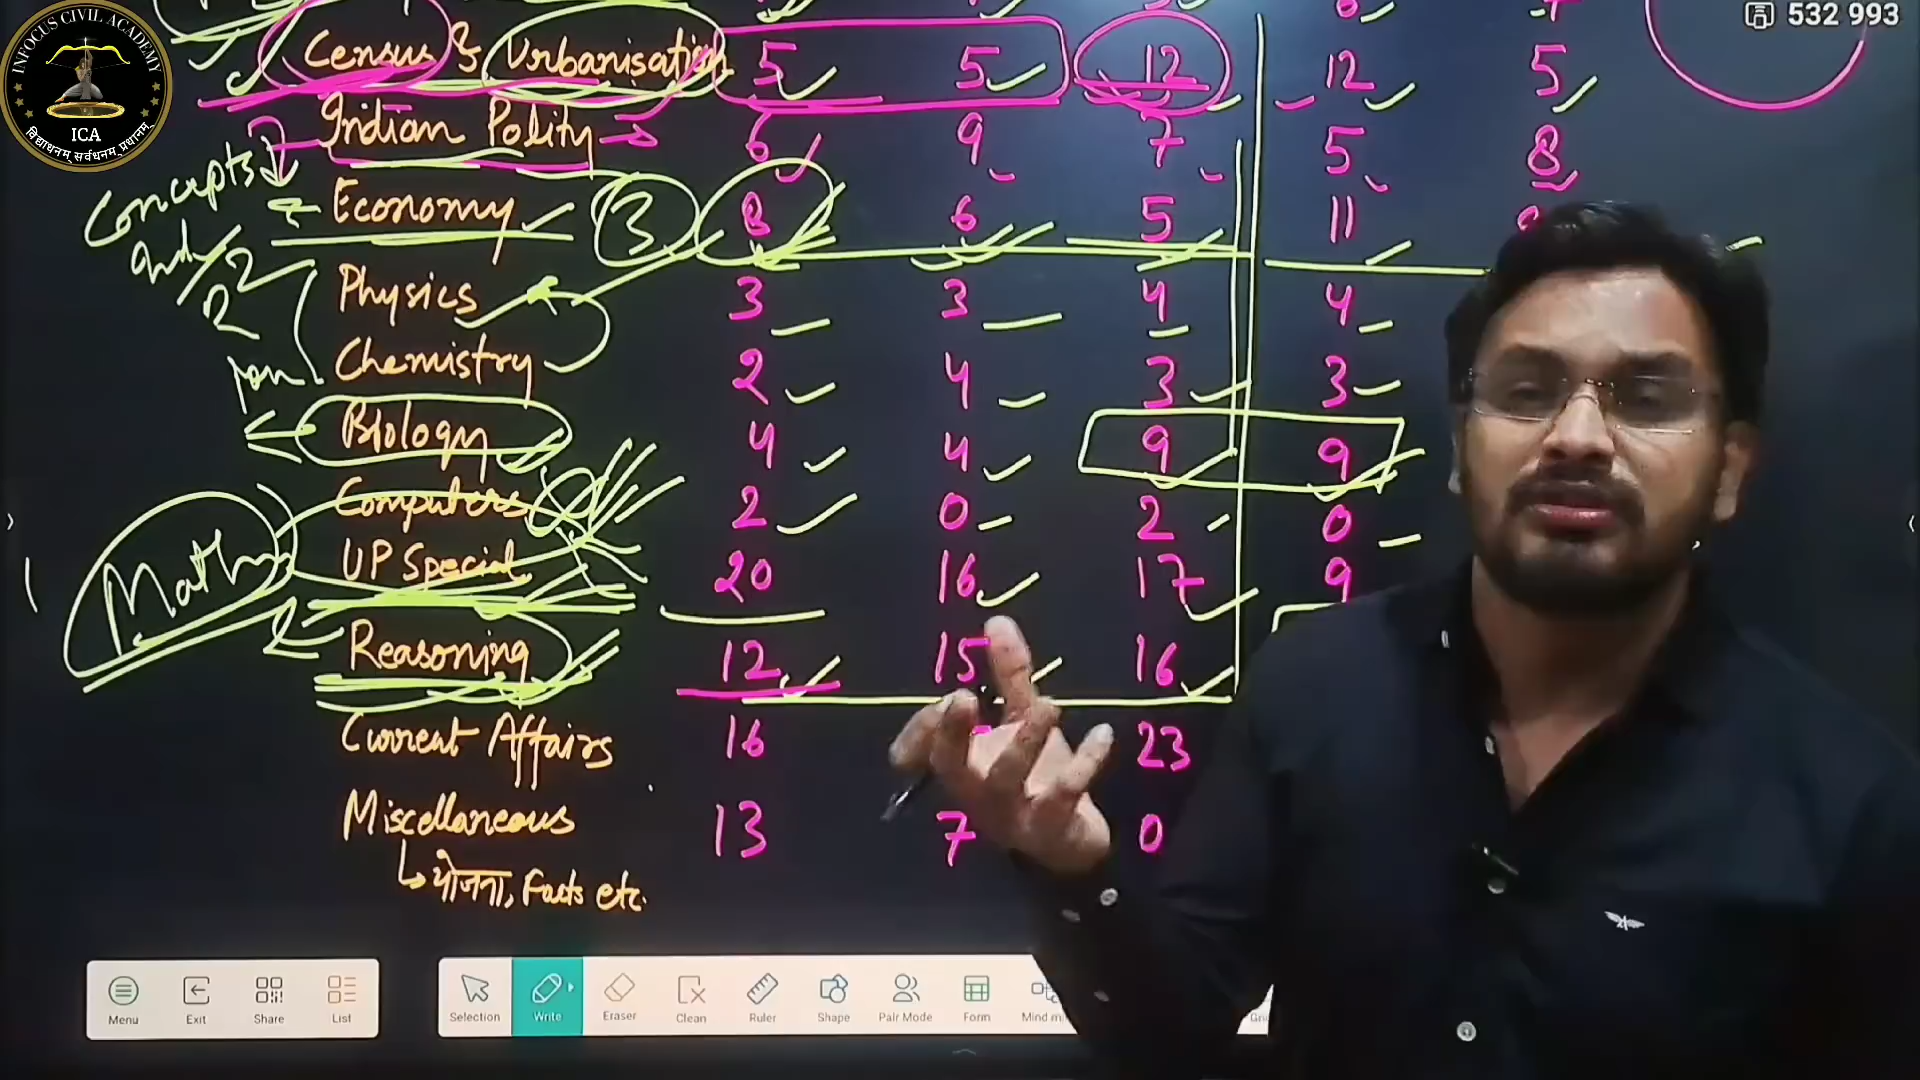 INFOCUS CIVIL ACADEMY
ICA
विद्याधनम् सर्वधनम् प्रधानम्
532 993
Census & Urbanisation 5 5 12 12 5
Indian Polity 6 9 7 5 8
Concepts
Economy 3 8 6 5 11
Physics 3 3 4 4
Chemistry 2 4 3 3
Biology 4 4 9 9
Computers 2 0 2 0
Maths
UP Special 20 16 17 9
Reasoning 12 15 16
Current Affairs 16 23
Miscellaneous 13 7 0
योजना, Facts etc.
Menu Exit Share List Selection Write Eraser Clean Ruler Shape Pair Mode Form Mind